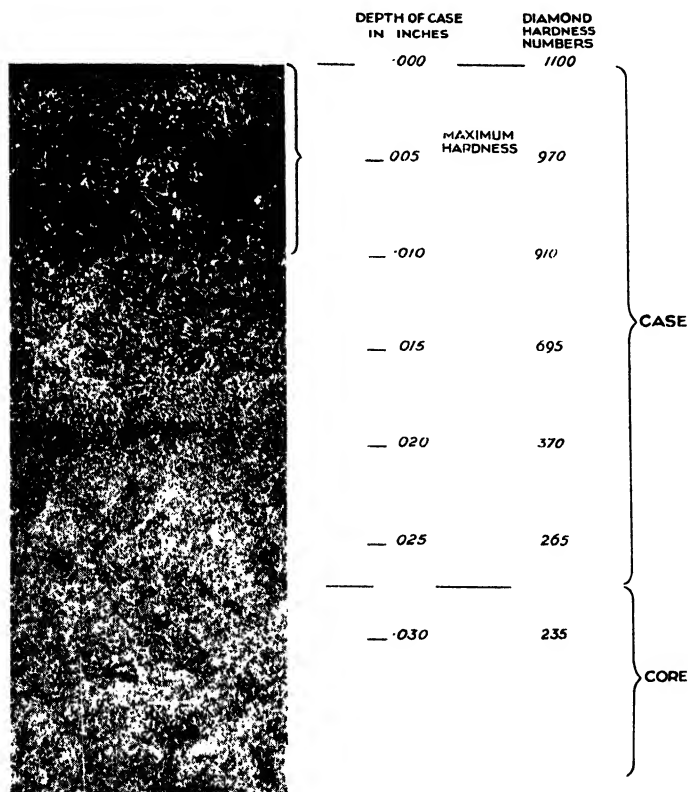 DEPTH OF CASE
IN INCHES
DIAMOND
HARDNESS
NUMBERS
·000 1100
MAXIMUM
HARDNESS
005 970
·010 910
CASE
015 695
020 370
025 265
·030 235
CORE